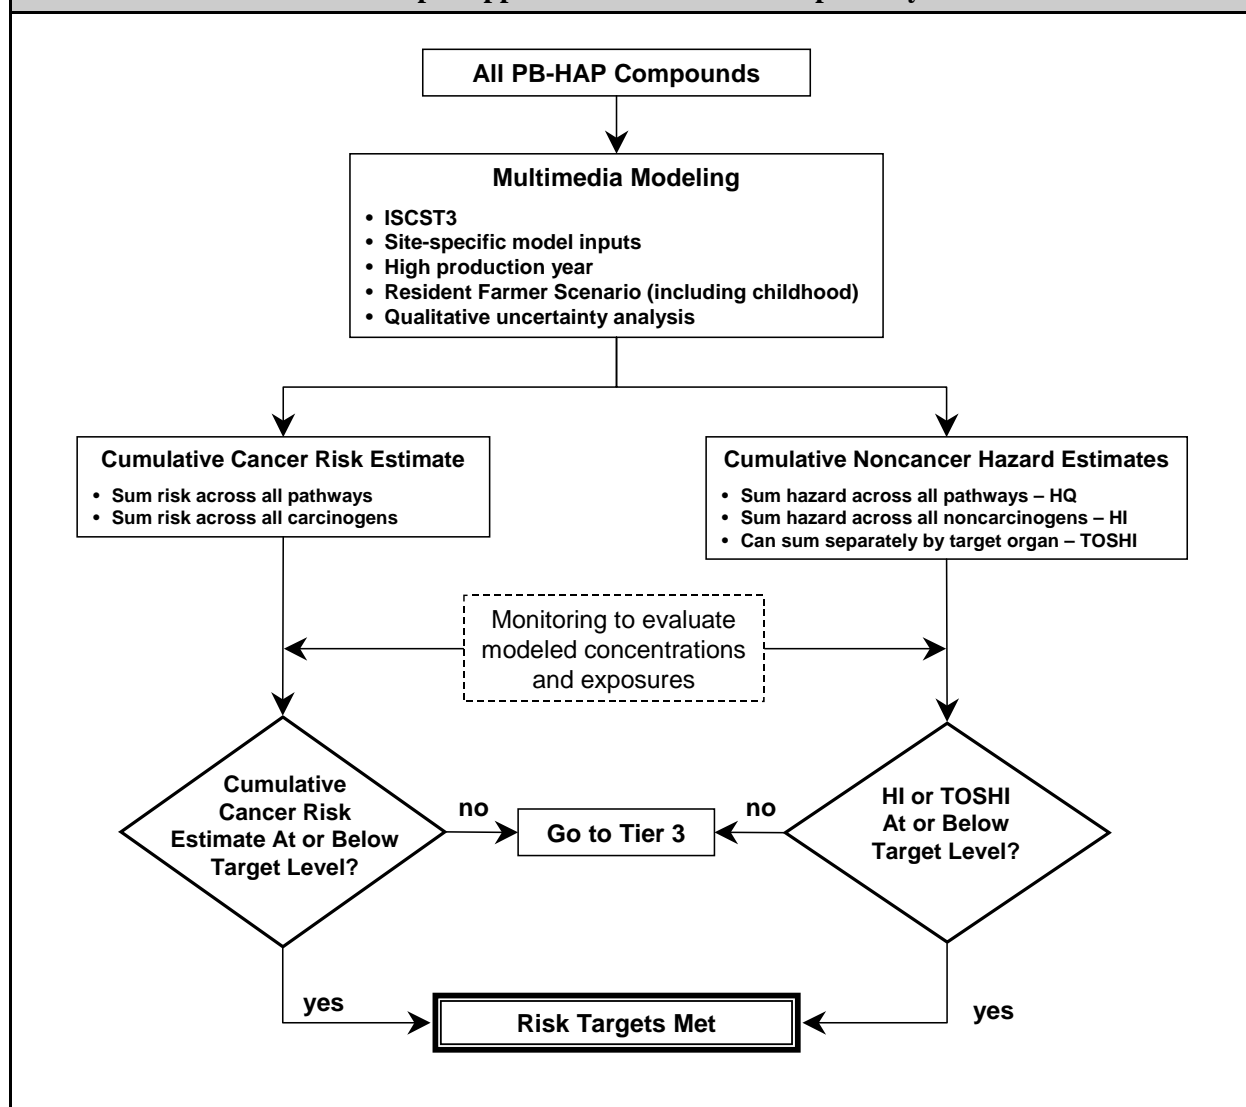 All PB-HAP Compounds
Multimedia Modeling
• ISCST3
• Site-specific model inputs
• High production year
• Resident Farmer Scenario (including childhood)
• Qualitative uncertainty analysis
Cumulative Cancer Risk Estimate
• Sum risk across all pathways
• Sum risk across all carcinogens
Cumulative Noncancer Hazard Estimates
• Sum hazard across all pathways – HQ
• Sum hazard across all noncarcinogens – HI
• Can sum separately by target organ – TOSHI
Monitoring to evaluate
modeled concentrations
and exposures
Cumulative
Cancer Risk
Estimate At or Below
Target Level?
no
Go to Tier 3
no
HI or TOSHI
At or Below
Target Level?
yes
Risk Targets Met
yes